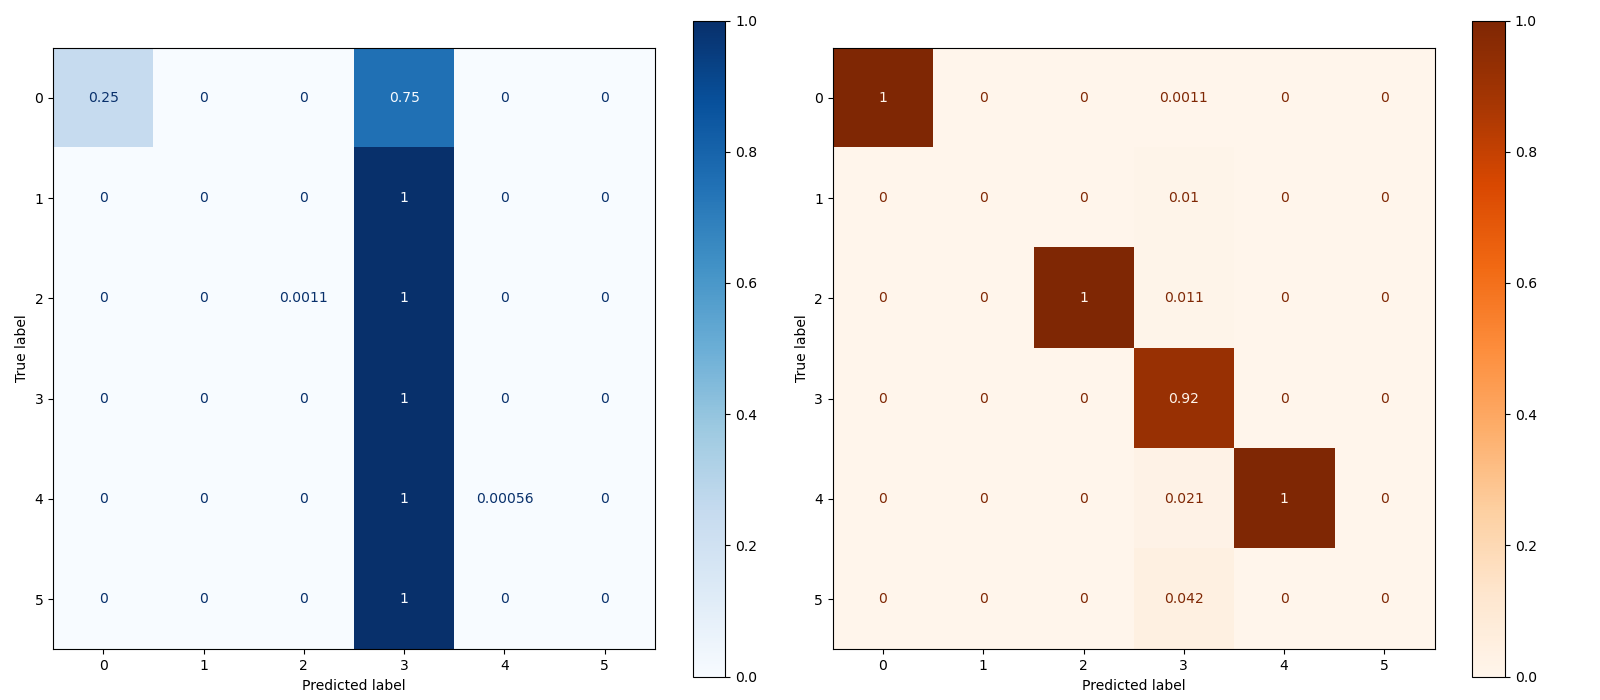 0 0.25 0 0 0.75 0 0
1 0 0 0 1 0 0
2 0 0 0.0011 1 0 0
3 0 0 0 1 0 0
4 0 0 0 1 0.00056 0
5 0 0 0 1 0 0
0 1 2 3 4 5
True label
Predicted label
1.0
0.8
0.6
0.4
0.2
0.0
0 1 0 0 0.0011 0 0
1 0 0 0 0.01 0 0
2 0 0 1 0.011 0 0
3 0 0 0 0.92 0 0
4 0 0 0 0.021 1 0
5 0 0 0 0.042 0 0
0 1 2 3 4 5
True label
Predicted label
1.0
0.8
0.6
0.4
0.2
0.0